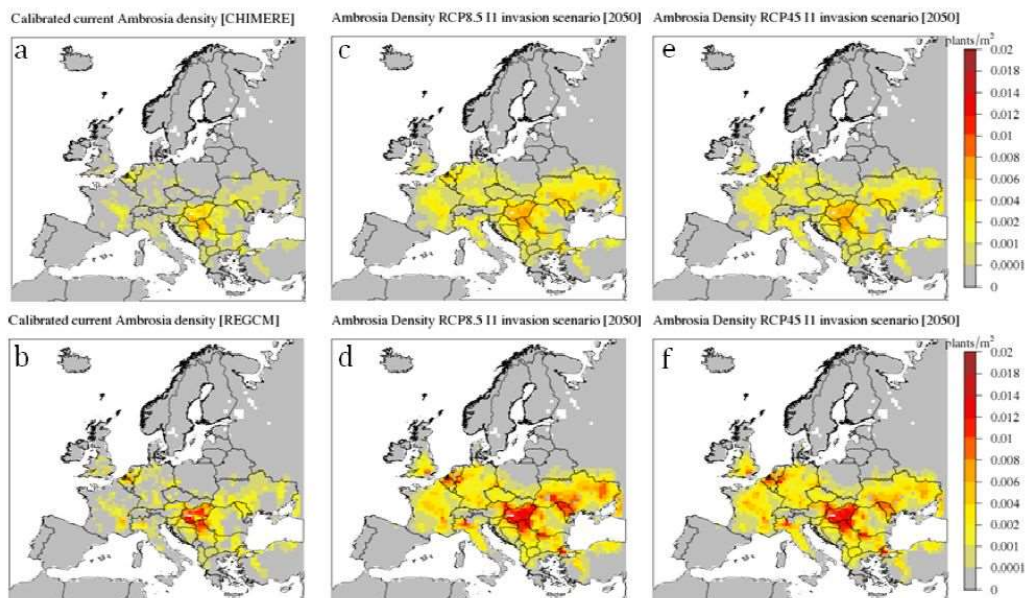 Calibrated current Ambrosia density [CHIMERE]
Ambrosia Density RCP8.5 I1 invasion scenario [2050]
Ambrosia Density RCP45 I1 invasion scenario [2050]
a
c
e
plants/m²
0.02
0.018
0.014
0.012
0.01
0.008
0.006
0.004
0.002
0.001
0.0001
0
Calibrated current Ambrosia density [REGCM]
Ambrosia Density RCP8.5 I1 invasion scenario [2050]
Ambrosia Density RCP45 I1 invasion scenario [2050]
b
d
f
plants/m²
0.02
0.018
0.014
0.012
0.01
0.008
0.006
0.004
0.002
0.001
0.0001
0